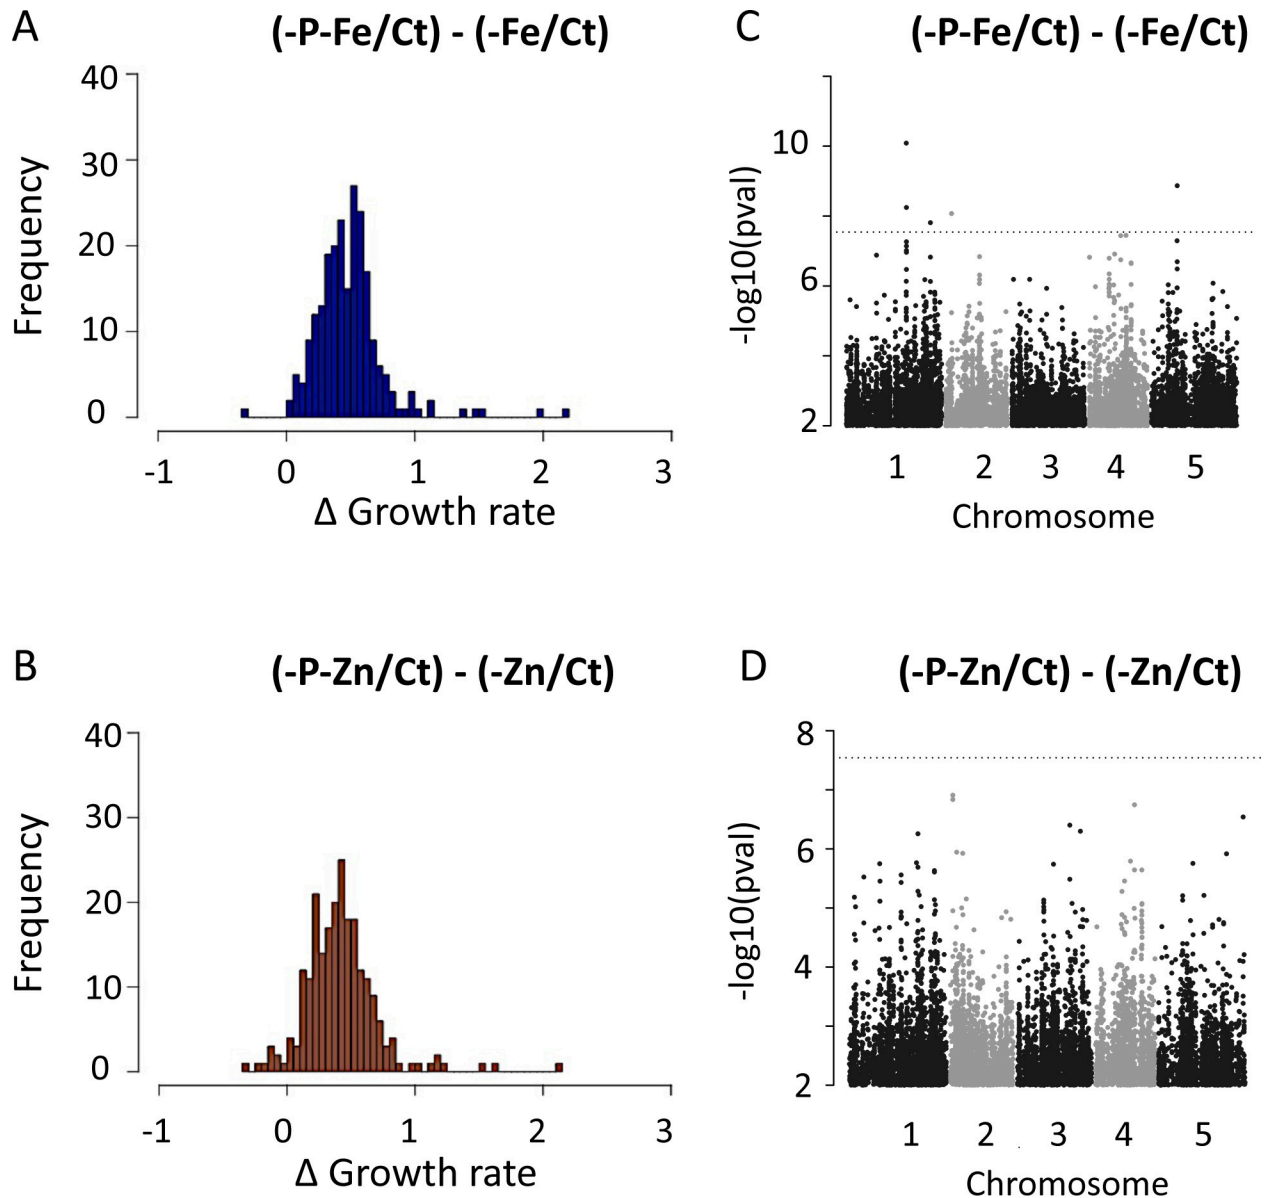 A
(-P-Fe/Ct) - (-Fe/Ct)
40
30
20
10
0
Frequency
-1 0 1 2 3
Δ Growth rate
C
(-P-Fe/Ct) - (-Fe/Ct)
10
6
2
-log10(pval)
1 2 3 4 5
Chromosome
B
(-P-Zn/Ct) - (-Zn/Ct)
40
30
20
10
0
Frequency
-1 0 1 2 3
Δ Growth rate
D
(-P-Zn/Ct) - (-Zn/Ct)
8
6
4
2
-log10(pval)
1 2 3 4 5
Chromosome